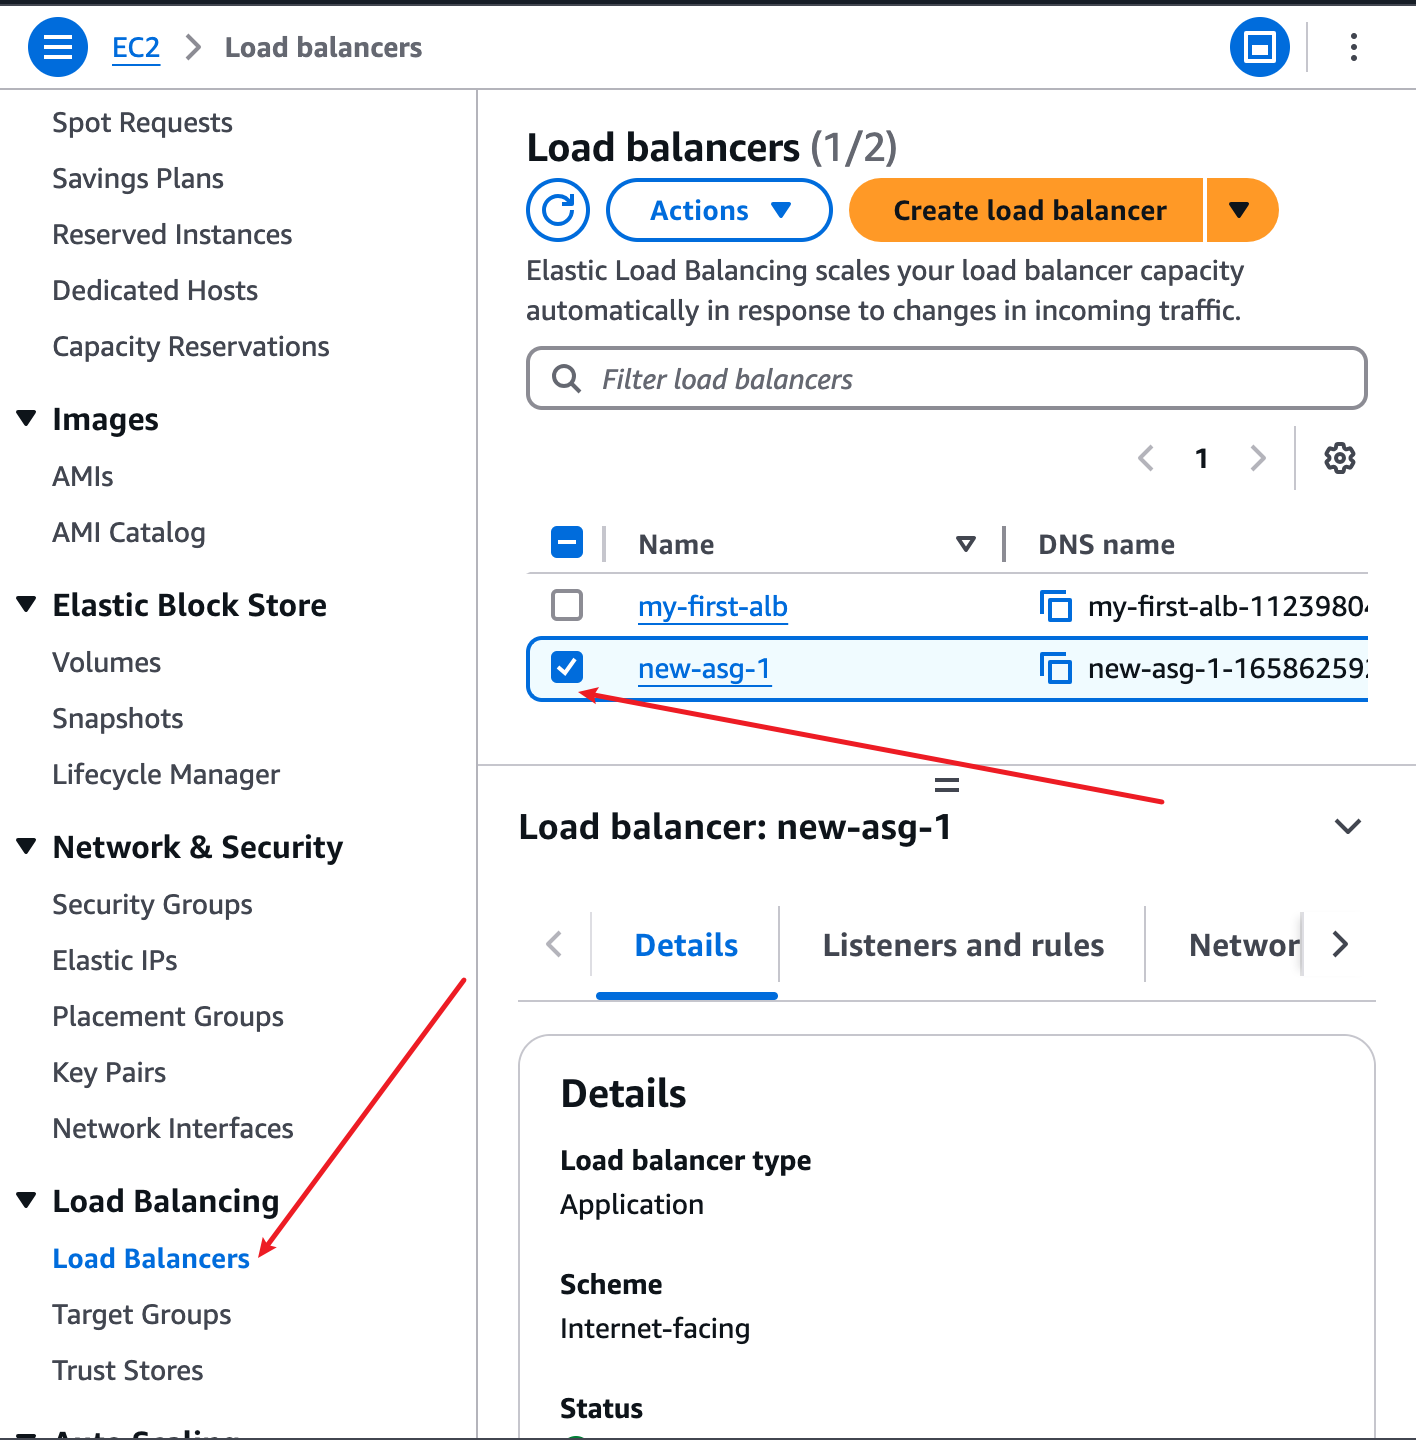 EC2 > Load balancers
Spot Requests
Savings Plans
Reserved Instances
Dedicated Hosts
Capacity Reservations
Images
AMIs
AMI Catalog
Elastic Block Store
Volumes
Snapshots
Lifecycle Manager
Network & Security
Security Groups
Elastic IPs
Placement Groups
Key Pairs
Network Interfaces
Load Balancing
Load Balancers
Target Groups
Trust Stores
Auto Scaling
Load balancers (1/2)
Actions
Create load balancer
Elastic Load Balancing scales your load balancer capacity
automatically in response to changes in incoming traffic.
Filter load balancers
1
Name DNS name
my-first-alb my-first-alb-1123980
new-asg-1 new-asg-1-16586259
Load balancer: new-asg-1
Details Listeners and rules Networ
Details
Load balancer type
Application
Scheme
Internet-facing
Status